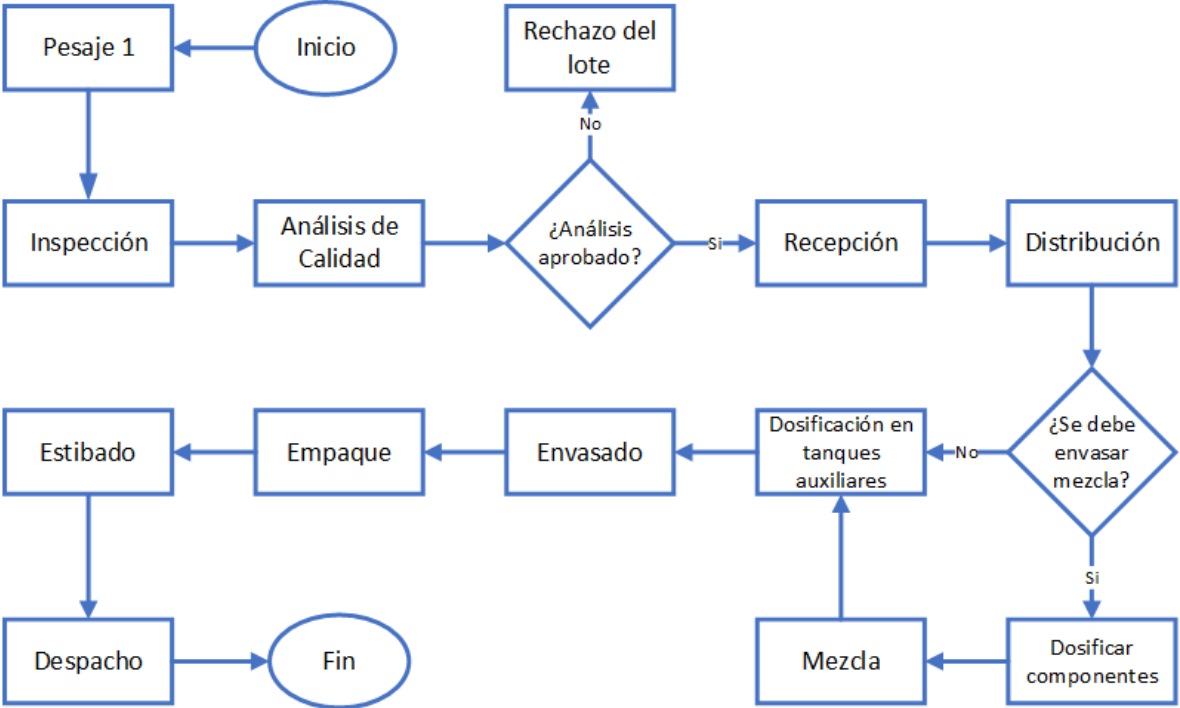 Pesaje 1
Inicio
Rechazo del
lote
No
Inspección
Análisis de
Calidad
¿Análisis
aprobado?
Si
Recepción
Distribución
Estibado
Empaque
Envasado
Dosificación en
tanques
auxiliares
No
¿Se debe
envasar
mezcla?
Si
Despacho
Fin
Mezcla
Dosificar
componentes